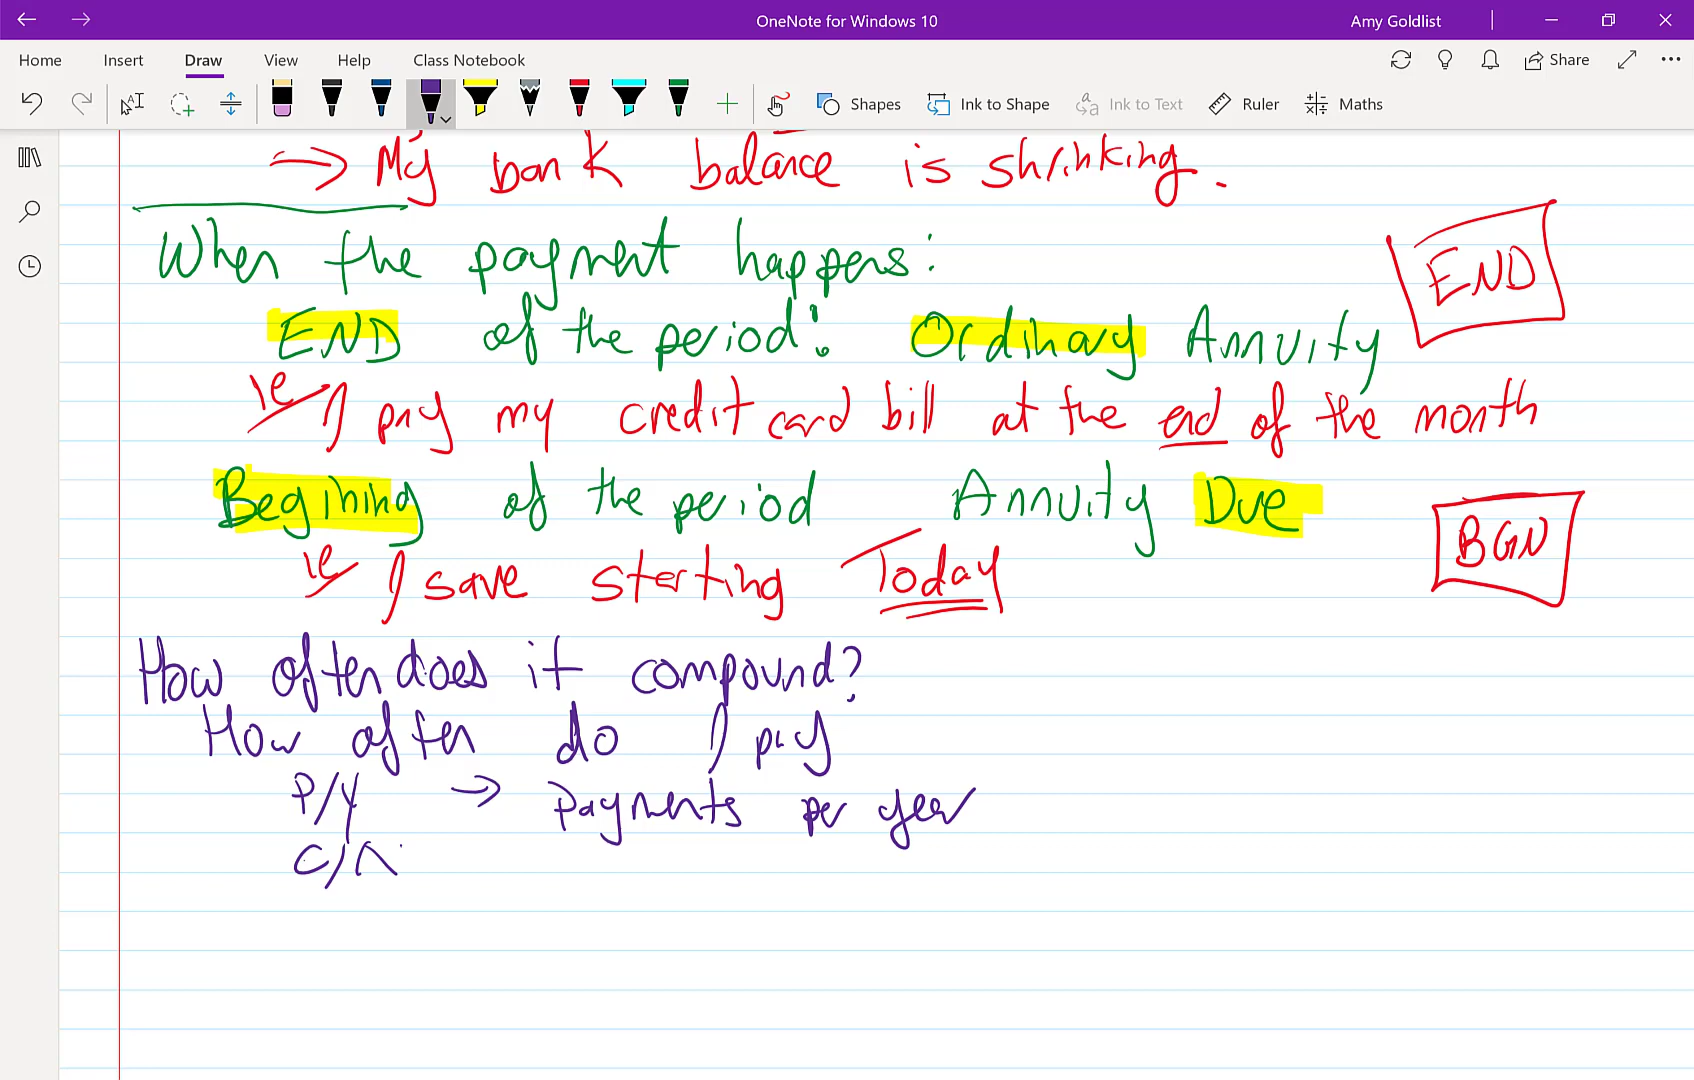 OneNote for Windows 10
Amy Goldlist
Home Insert Draw View Help Class Notebook
Share
Shapes Ink to Shape Ink to Text Ruler Maths
→ My bank balance is shrinking.
When the payment happens:
END
END of the period: Ordinary Annuity
ie I pay my credit card bill at the end of the month
Begining of the period Annuity Due
BGN
ie I save starting Today
How often does it compound?
How often do I pay
P/Y → Payments per year
C/